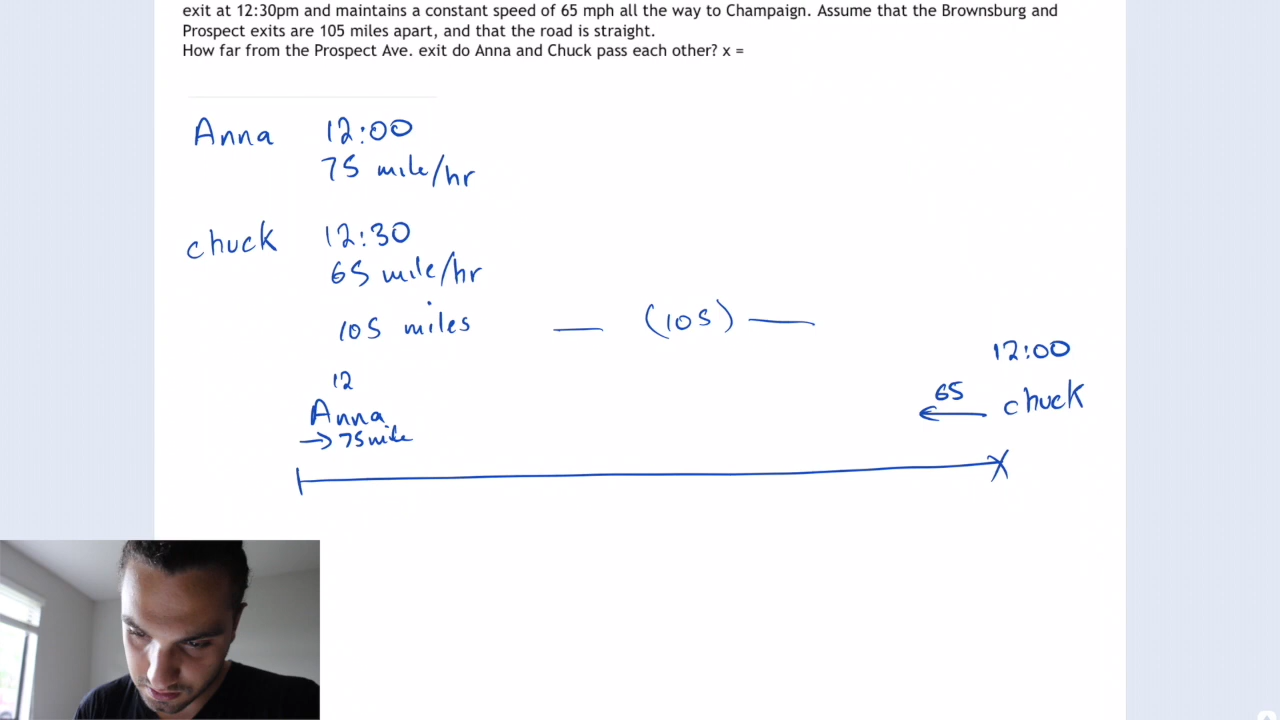 exit at 12:30pm and maintains a constant speed of 65 mph all the way to Champaign. Assume that the Brownsburg and
Prospect exits are 105 miles apart, and that the road is straight.
How far from the Prospect Ave. exit do Anna and Chuck pass each other? x =
Anna 12:00
75 mile/hr
chuck 12:30
65 mile/hr
105 miles — (105) —
12:00
12
65
chuck
Anna
→ 75 mile